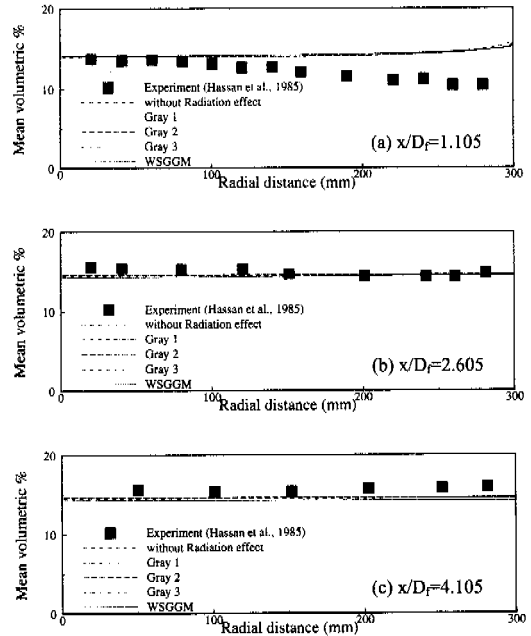 20
10
0
Mean volumetric %
Experiment (Hassan et al., 1985)
without Radiation effect
Gray 1
Gray 2
Gray 3
WSGGM
(a) x/Df=1.105
0 100 200 300
Radial distance (mm)
20
10
0
Mean volumetric %
Experiment (Hassan et al., 1985)
without Radiation effect
Gray 1
Gray 2
Gray 3
WSGGM
(b) x/Df=2.605
0 100 200 300
Radial distance (mm)
20
10
0
Mean volumetric %
Experiment (Hassan et al., 1985)
without Radiation effect
Gray 1
Gray 2
Gray 3
WSGGM
(c) x/Df=4.105
0 100 200 300
Radial distance (mm)